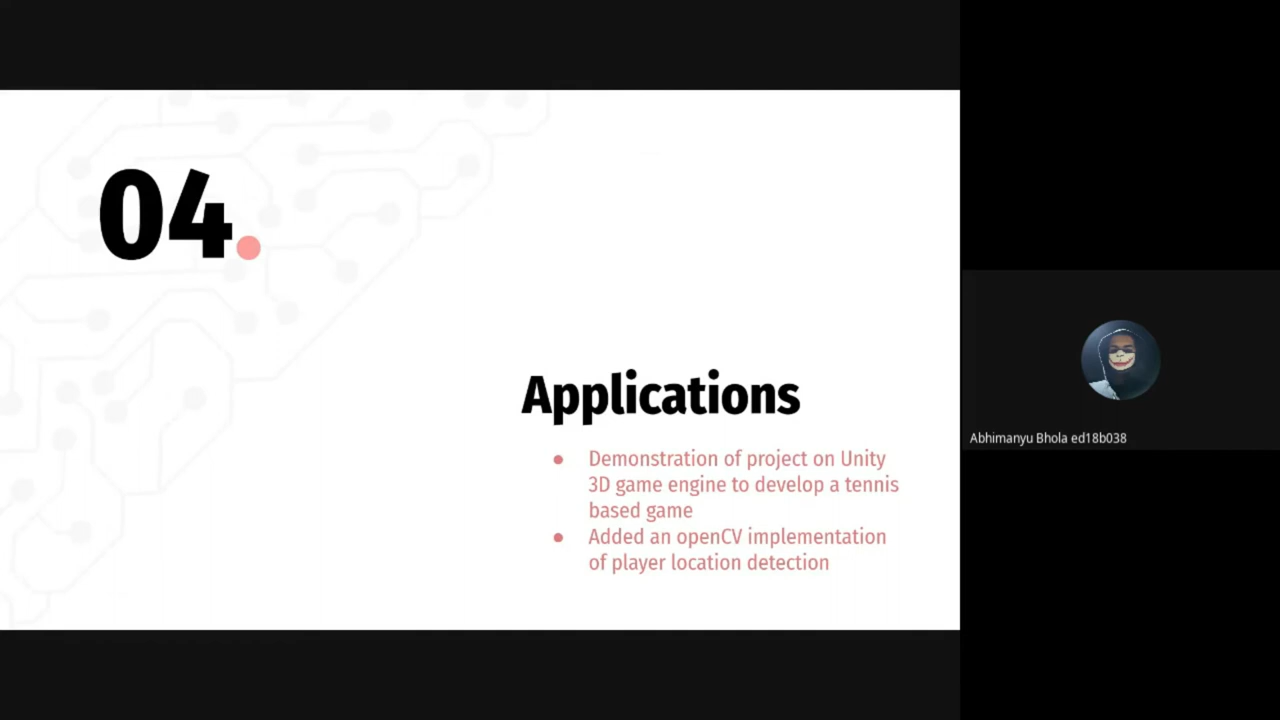 04.
Applications
● Demonstration of project on Unity
3D game engine to develop a tennis
based game
● Added an openCV implementation
of player location detection
Abhimanyu Bhola ed18b038